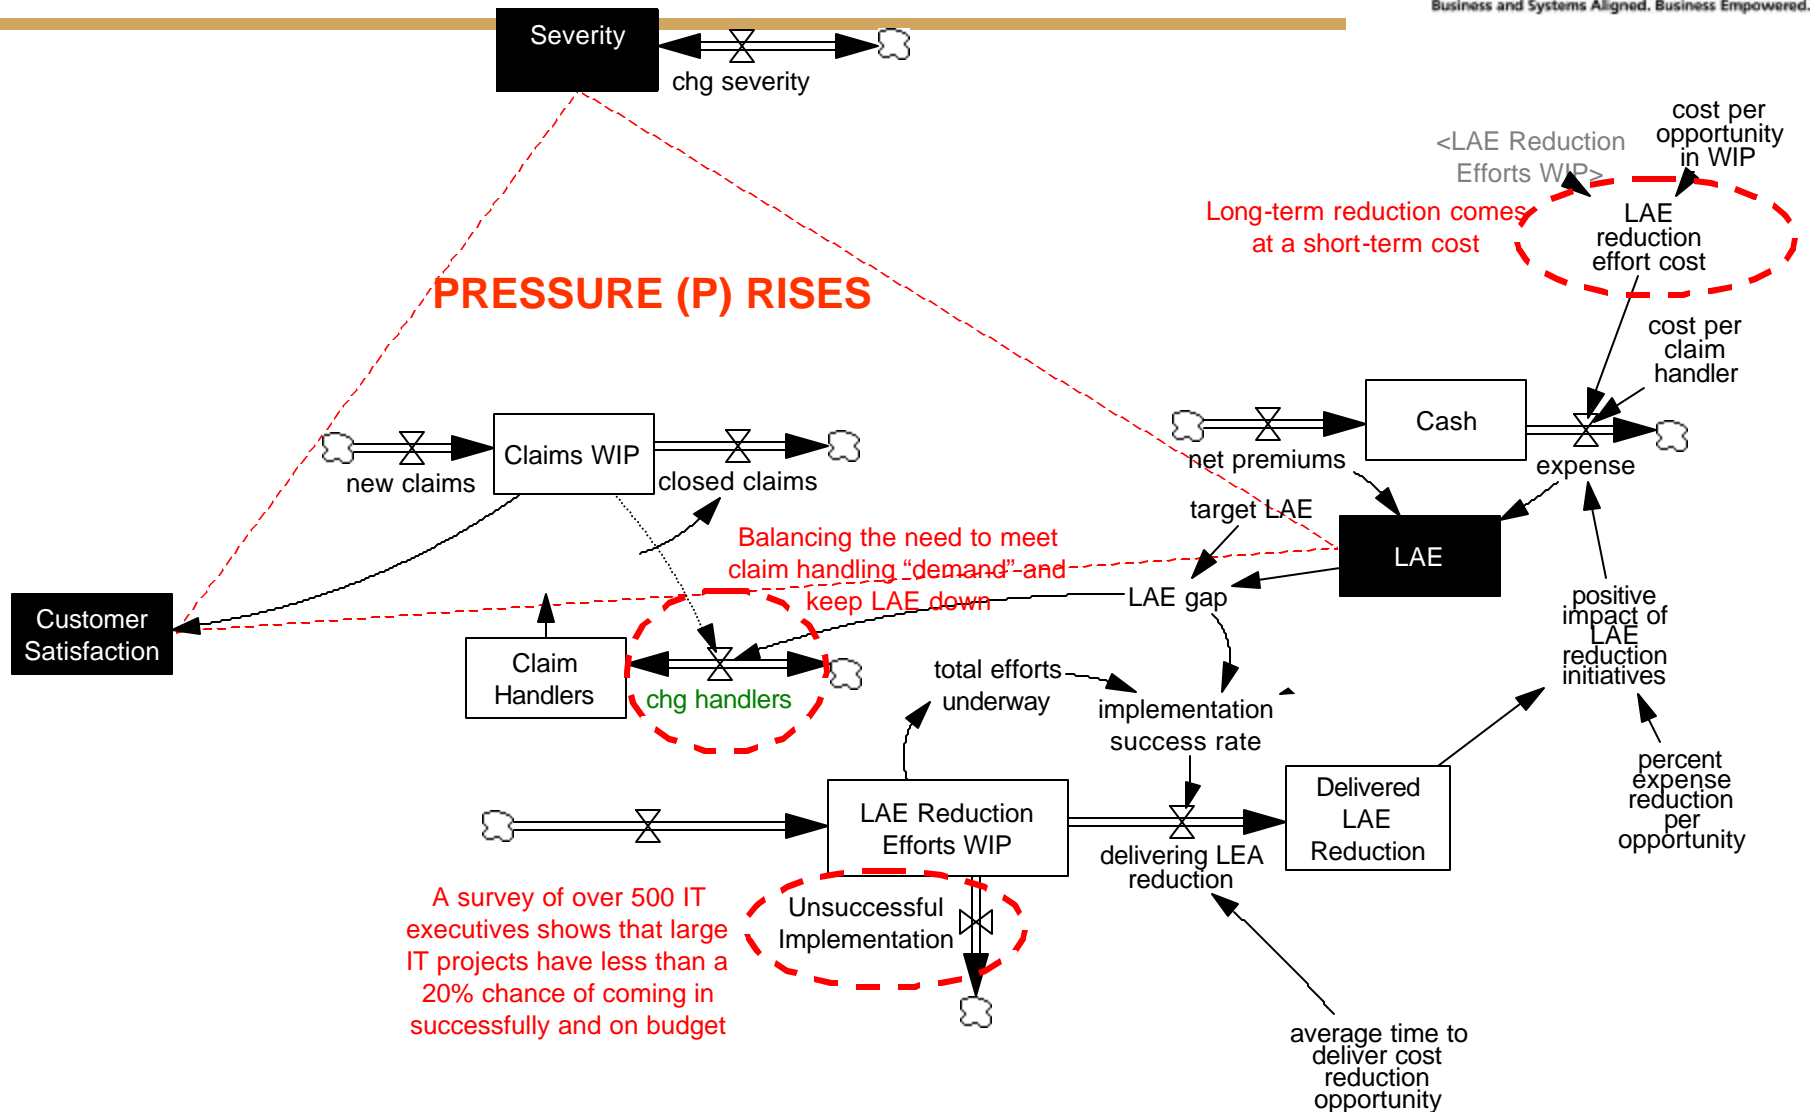 Business and Systems Aligned. Business Empowered.
Severity
chg severity
cost per
opportunity
in WIP
<LAE Reduction
Efforts WIP>
Long-term reduction comes
at a short-term cost
LAE
reduction
effort cost
PRESSURE (P) RISES
cost per
claim
handler
Cash
net premiums
expense
Claims WIP
new claims
closed claims
target LAE
LAE
Balancing the need to meet
claim handling “demand” and
keep LAE down
LAE gap
Customer
Satisfaction
Claim
Handlers
chg handlers
total efforts
underway
implementation
success rate
positive
impact of
LAE
reduction
initiatives
percent
expense
reduction
per
opportunity
LAE Reduction
Efforts WIP
delivering LEA
reduction
Delivered
LAE
Reduction
Unsuccessful
Implementation
A survey of over 500 IT
executives shows that large
IT projects have less than a
20% chance of coming in
successfully and on budget
average time to
deliver cost
reduction
opportunity